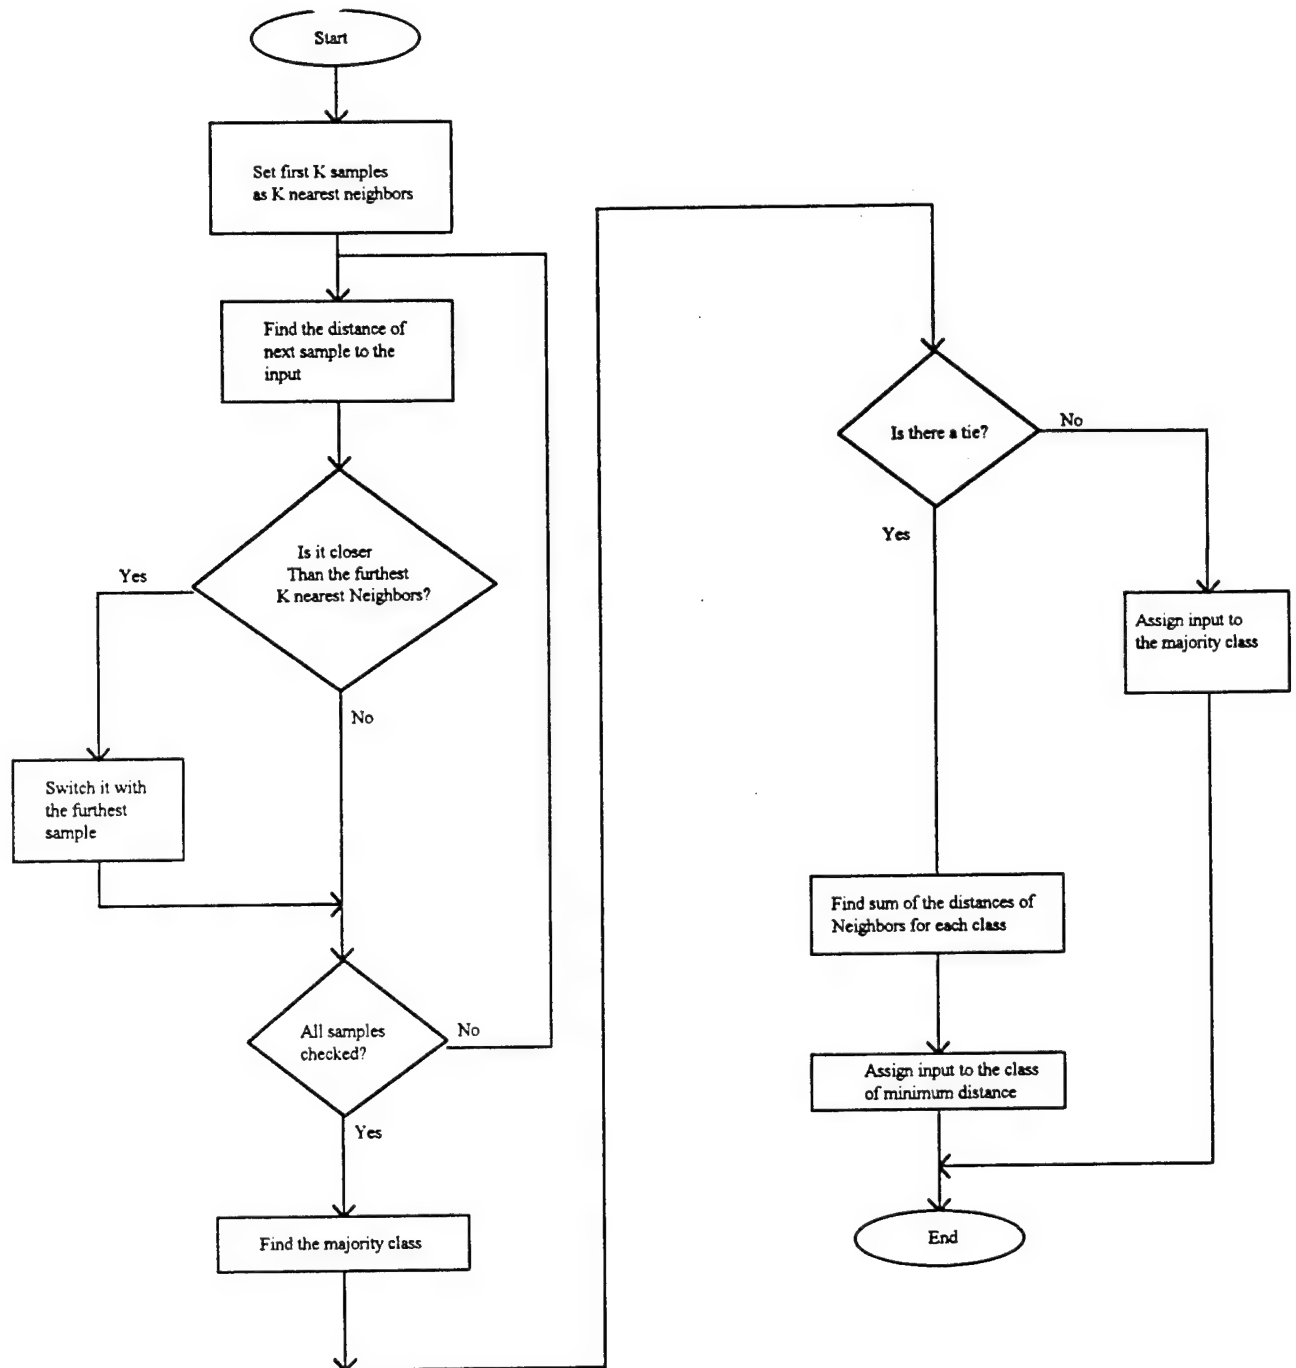 Start
Set first K samples
as K nearest neighbors
Find the distance of
next sample to the
input
Is it closer
Than the furthest
K nearest Neighbors?
Yes
No
Switch it with
the furthest
sample
All samples
checked?
No
Yes
Find the majority class
Is there a tie?
No
Yes
Assign input to
the majority class
Find sum of the distances of
Neighbors for each class
Assign input to the class
of minimum distance
End